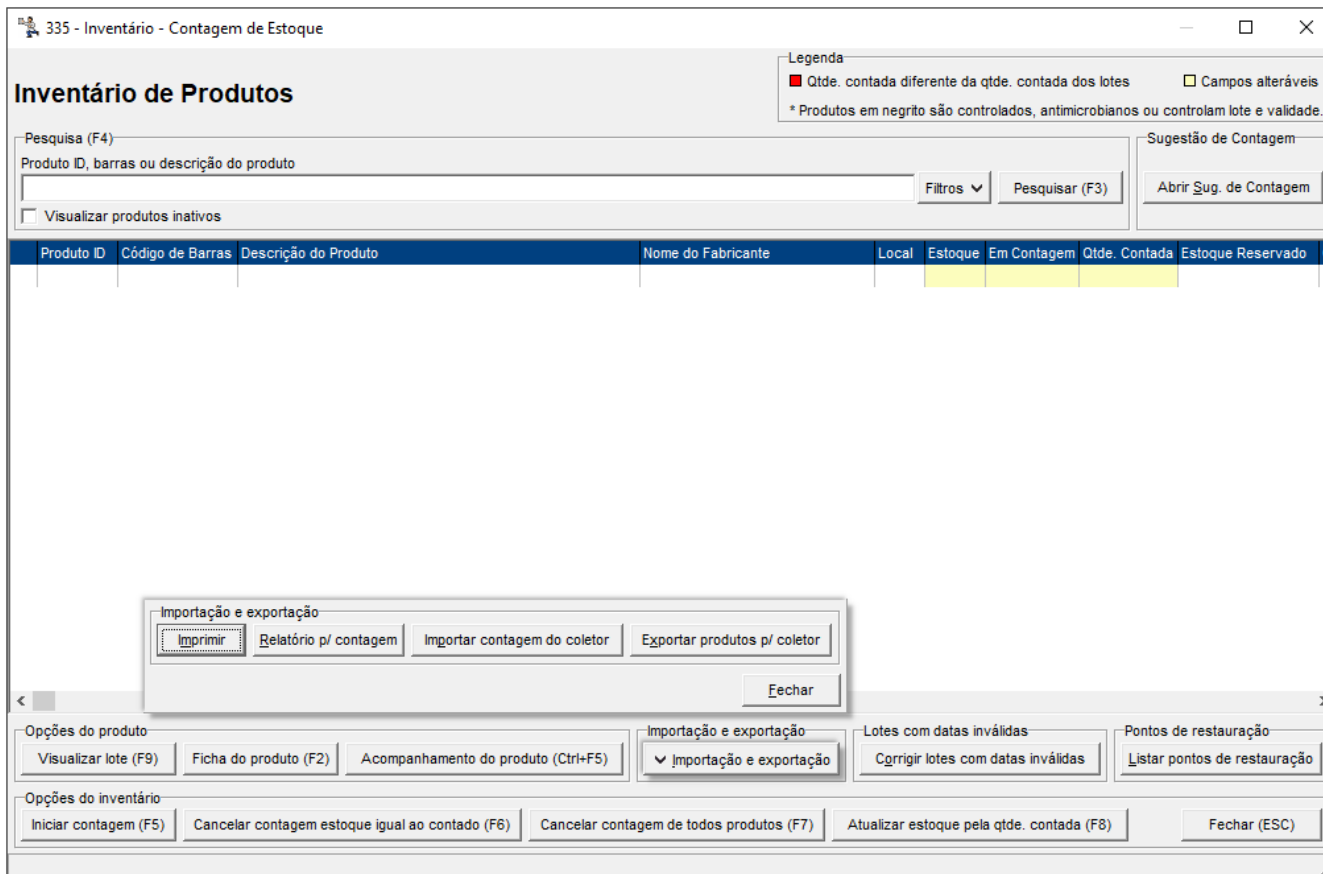 335 - Inventário - Contagem de Estoque
Legenda
Qtde. contada diferente da qtde. contada dos lotes
Campos alteráveis
* Produtos em negrito são controlados, antimicrobianos ou controlam lote e validade.
Inventário de Produtos
Pesquisa (F4)
Produto ID, barras ou descrição do produto
Filtros
Pesquisar (F3)
Visualizar produtos inativos
Sugestão de Contagem
Abrir Sug. de Contagem
Produto ID Código de Barras Descrição do Produto Nome do Fabricante Local Estoque Em Contagem Qtde. Contada Estoque Reservado
Importação e exportação
Imprimir Relatório p/ contagem Importar contagem do coletor Exportar produtos p/ coletor
Fechar
Opções do produto
Visualizar lote (F9) Ficha do produto (F2) Acompanhamento do produto (Ctrl+F5)
Importação e exportação
Importação e exportação
Lotes com datas inválidas
Corrigir lotes com datas inválidas
Pontos de restauração
Listar pontos de restauração
Opções do inventário
Iniciar contagem (F5) Cancelar contagem estoque igual ao contado (F6) Cancelar contagem de todos produtos (F7) Atualizar estoque pela qtde. contada (F8) Fechar (ESC)